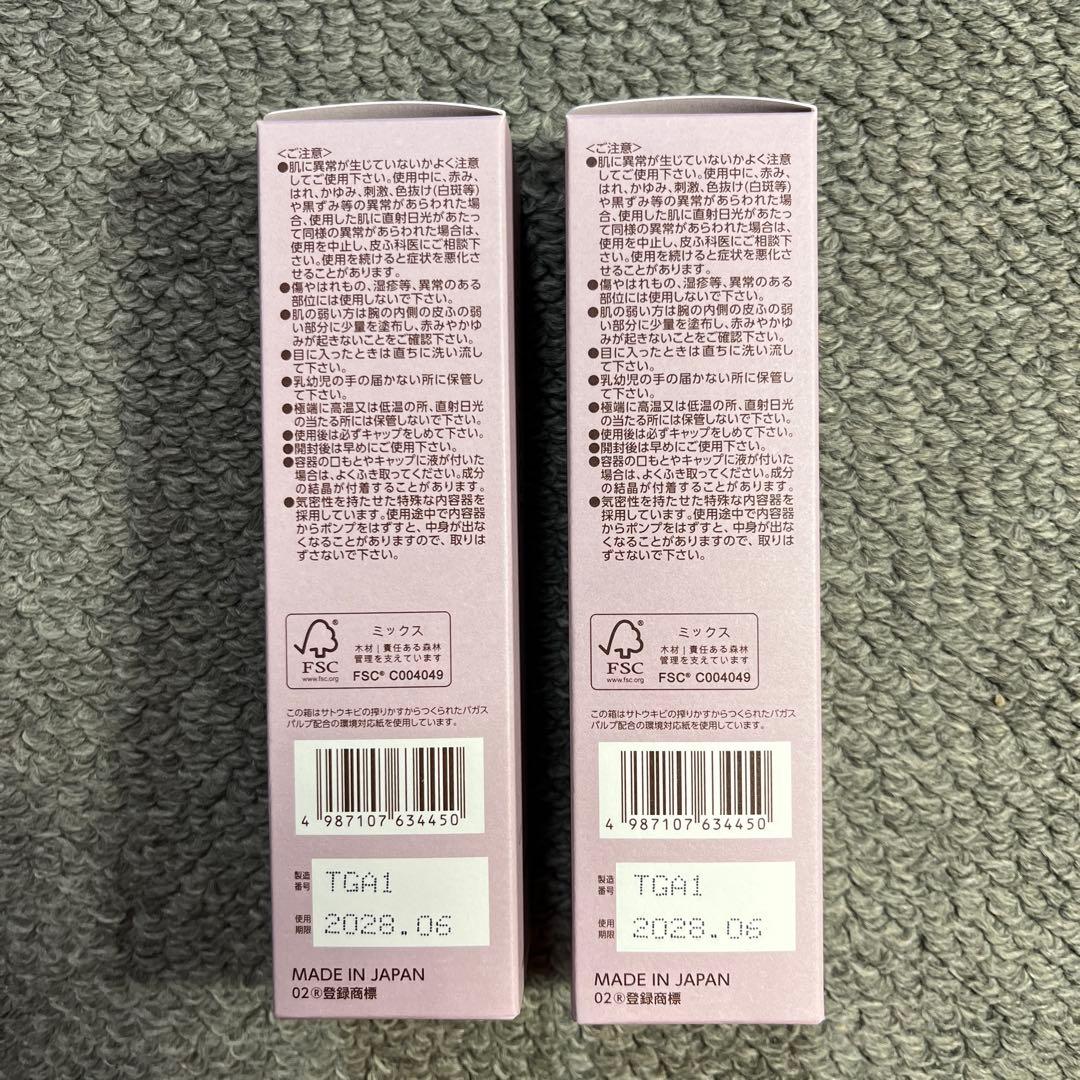 <ご注意>
●肌に異常が生じていないかよく注意
してご使用下さい。使用中に、赤み、
はれ、かゆみ、刺激、色抜け(白斑等)
や黒ずみ等の異常があらわれた場
合、使用した肌に直射日光があたっ
て同様の異常があらわれた場合は、
使用を中止し、皮ふ科医にご相談下
さい。使用を続けると症状を悪化さ
せることがあります。
●傷やはれもの、湿疹等、異常のある
部位には使用しないで下さい。
●肌の弱い方は腕の内側の皮ふの弱
い部分に少量を塗布し、赤みやかゆ
みが起きないことをご確認下さい。
●目に入ったときは直ちに洗い流し
て下さい。
●乳幼児の手の届かない所に保管し
て下さい。
●極端に高温又は低温の所、直射日光
の当たる所には保管しないで下さい。
●使用後は必ずキャップをしめて下さい。
●開封後は早めにご使用下さい。
●容器の口もとやキャップに液が付いた
場合は、よくふき取ってください。成分
の結晶が付着することがあります。
●気密性を持たせた特殊な内容器を
採用しています。使用途中で内容器
からポンプをはずすと、中身が出な
くなることがありますので、取りは
ずさないで下さい。
FSC
www.fsc.org
ミックス
木材|責任ある森林
管理を支えています
FSC® C004049
この箱はサトウキビの搾りかすからつくられたバガス
パルプ配合の環境対応紙を使用しています。
4 987107 634450
製造
番号
TGA1
使用
期限
2028.06
MADE IN JAPAN
02®登録商標
<ご注意>
●肌に異常が生じていないかよく注意
してご使用下さい。使用中に、赤み、
はれ、かゆみ、刺激、色抜け(白斑等)
や黒ずみ等の異常があらわれた場
合、使用した肌に直射日光があたっ
て同様の異常があらわれた場合は、
使用を中止し、皮ふ科医にご相談下
さい。使用を続けると症状を悪化さ
せることがあります。
●傷やはれもの、湿疹等、異常のある
部位には使用しないで下さい。
●肌の弱い方は腕の内側の皮ふの弱
い部分に少量を塗布し、赤みやかゆ
みが起きないことをご確認下さい。
●目に入ったときは直ちに洗い流し
て下さい。
●乳幼児の手の届かない所に保管し
て下さい。
●極端に高温又は低温の所、直射日光
の当たる所には保管しないで下さい。
●使用後は必ずキャップをしめて下さい。
●開封後は早めにご使用下さい。
●容器の口もとやキャップに液が付いた
場合は、よくふき取ってください。成分
の結晶が付着することがあります。
●気密性を持たせた特殊な内容器を
採用しています。使用途中で内容器
からポンプをはずすと、中身が出な
くなることがありますので、取りは
ずさないで下さい。
FSC
www.fsc.org
ミックス
木材|責任ある森林
管理を支えています
FSC® C004049
この箱はサトウキビの搾りかすからつくられたバガス
パルプ配合の環境対応紙を使用しています。
4 987107 634450
製造
番号
TGA1
使用
期限
2028.06
MADE IN JAPAN
02®登録商標